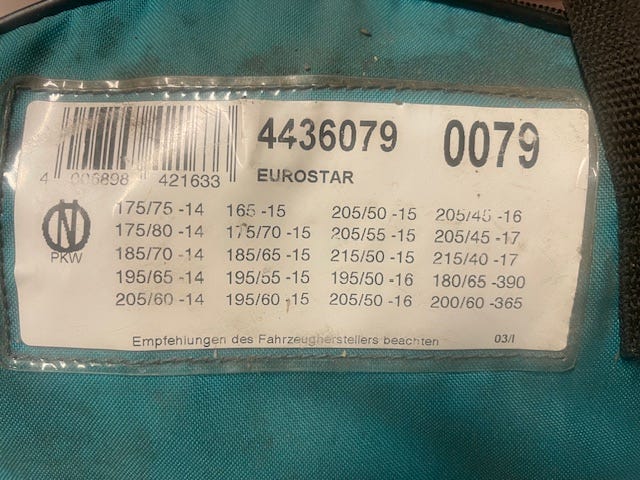 4436079 0079
4 006898 421633
EUROSTAR
N
PKW
175/75 -14 165 -15 205/50 -15 205/45 -16
175/80 -14 175/70 -15 205/55 -15 205/45 -17
185/70 -14 185/65 -15 215/50 -15 215/40 -17
195/65 -14 195/55 -15 195/50 -16 180/65 -390
205/60 -14 195/60 -15 205/50 -16 200/60 -365
Empfehlungen des Fahrzeugherstellers beachten 03/I